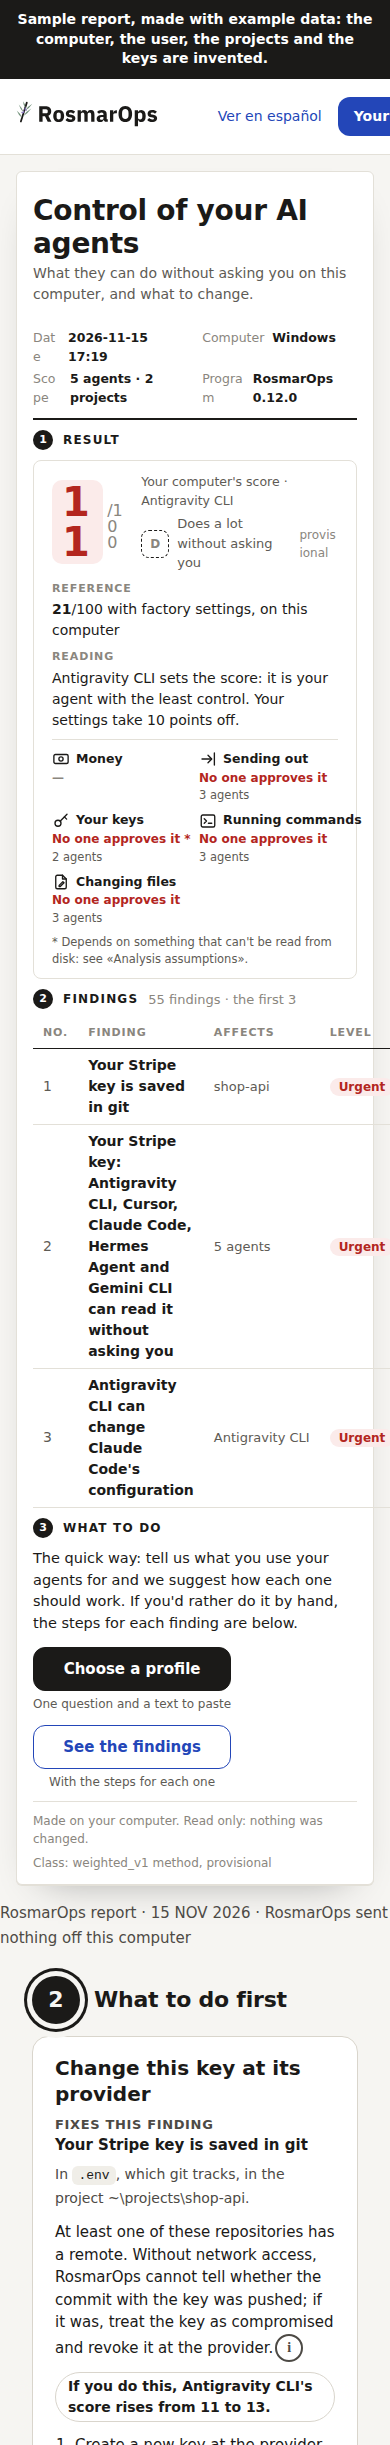 Sample report, made with example data: the
computer, the user, the projects and the
keys are invented.
RosmarOps
Ver en español
Your
Control of your AI
agents
What they can do without asking you on this
computer, and what to change.
Dat
e
2026-11-15
17:19
Computer Windows
Sco
pe
5 agents · 2
projects
Progra
m
RosmarOps
0.12.0
1 RESULT
1
1
/1
0
0
Your computer's score ·
Antigravity CLI
D
Does a lot
without asking
you
provis
ional
REFERENCE
21/100 with factory settings, on this
computer
READING
Antigravity CLI sets the score: it is your
agent with the least control. Your
settings take 10 points off.
Money
—
Sending out
No one approves it
3 agents
Your keys
No one approves it *
2 agents
Running commands
No one approves it
3 agents
Changing files
No one approves it
3 agents
* Depends on something that can't be read from
disk: see «Analysis assumptions».
2 FINDINGS 55 findings · the first 3
NO. FINDING AFFECTS LEVEL
1
Your Stripe
key is saved
in git
shop-api
Urgent
2
Your Stripe
key:
Antigravity
CLI, Cursor,
Claude Code,
Hermes
Agent and
Gemini CLI
can read it
without
asking you
5 agents
Urgent
3
Antigravity
CLI can
change
Claude
Code's
configuration
Antigravity CLI
Urgent
3 WHAT TO DO
The quick way: tell us what you use your
agents for and we suggest how each one
should work. If you'd rather do it by hand,
the steps for each finding are below.
Choose a profile
One question and a text to paste
See the findings
With the steps for each one
Made on your computer. Read only: nothing was
changed.
Class: weighted_v1 method, provisional
RosmarOps report · 15 NOV 2026 · RosmarOps sent
nothing off this computer
2 What to do first
Change this key at its
provider
FIXES THIS FINDING
Your Stripe key is saved in git
In .env, which git tracks, in the
project ~\projects\shop-api.
At least one of these repositories has
a remote. Without network access,
RosmarOps cannot tell whether the
commit with the key was pushed; if
it was, treat the key as compromised
and revoke it at the provider. i
If you do this, Antigravity CLI's
score rises from 11 to 13.
1. Create a new key at the provider